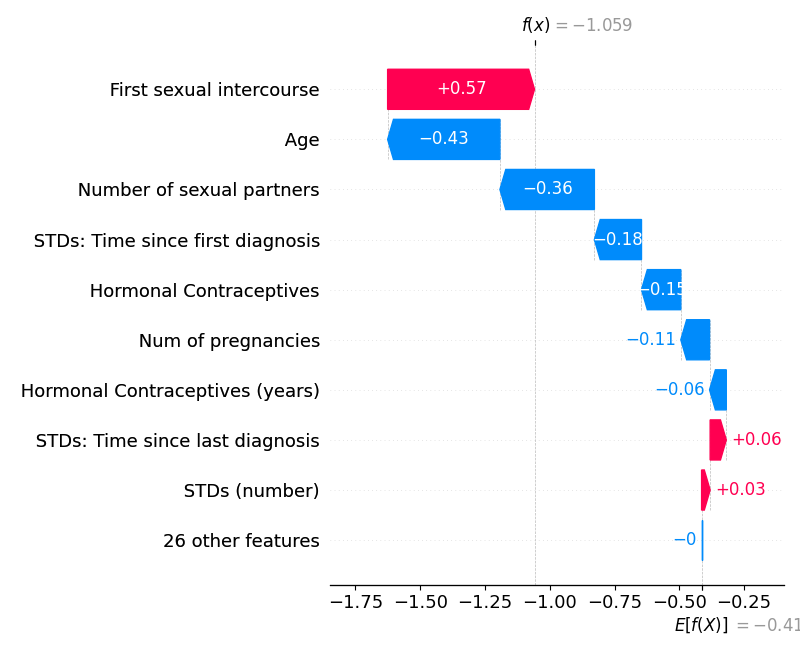 f(x) = −1.059
First sexual intercourse +0.57
Age −0.43
Number of sexual partners −0.36
STDs: Time since first diagnosis −0.18
Hormonal Contraceptives −0.15
Num of pregnancies −0.11
Hormonal Contraceptives (years) −0.06
STDs: Time since last diagnosis +0.06
STDs (number) +0.03
26 other features −0
−1.75 −1.50 −1.25 −1.00 −0.75 −0.50 −0.25
E[f(X)] = −0.41